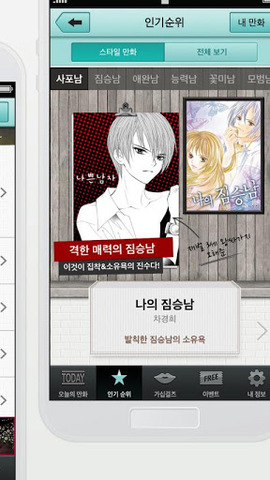 인기순위
내 만화
스타일 만화
전체 보기
사포남 짐승남 애완남 능력남 꽃미남 모범남
나쁜남자
나의 짐승남
격한 매력의 짐승남
이것이 집착&소유욕의 진수다!
나의 짐승남
차경희
발칙한 짐승남의 소유욕
TODAY
FREE
오늘의 만화 인기 순위 가십걸즈 이벤트 내 정보